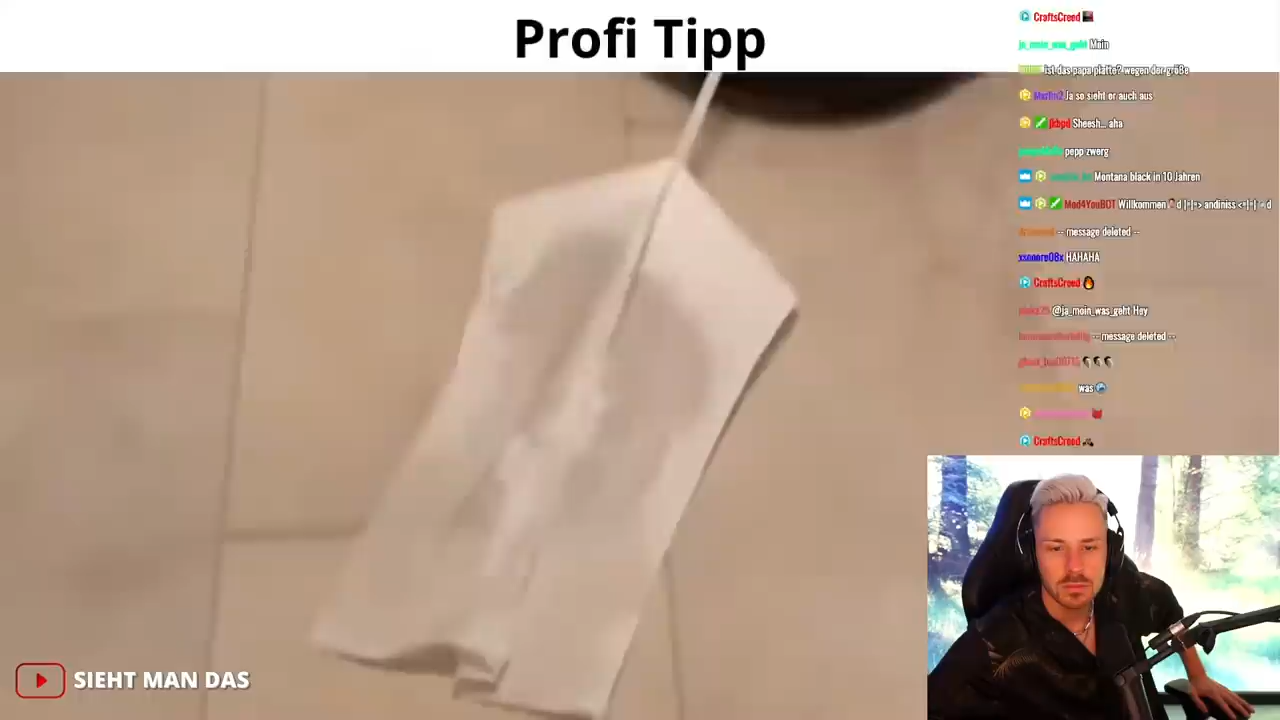 Profi Tipp
CraftsCreed
ja_moin_was_geht Moin
ist das papa platte? wegen der größe
Ja so sieht er auch aus
Sheesh... aha
pepp zwerg
Montana black in 10 Jahren
Mod4YouBOT Willkommen
-- message deleted --
HAHAHA
CraftsCreed
@ja_moin_was_geht Hey
-- message deleted --
was
CraftsCreed
SIEHT MAN DAS